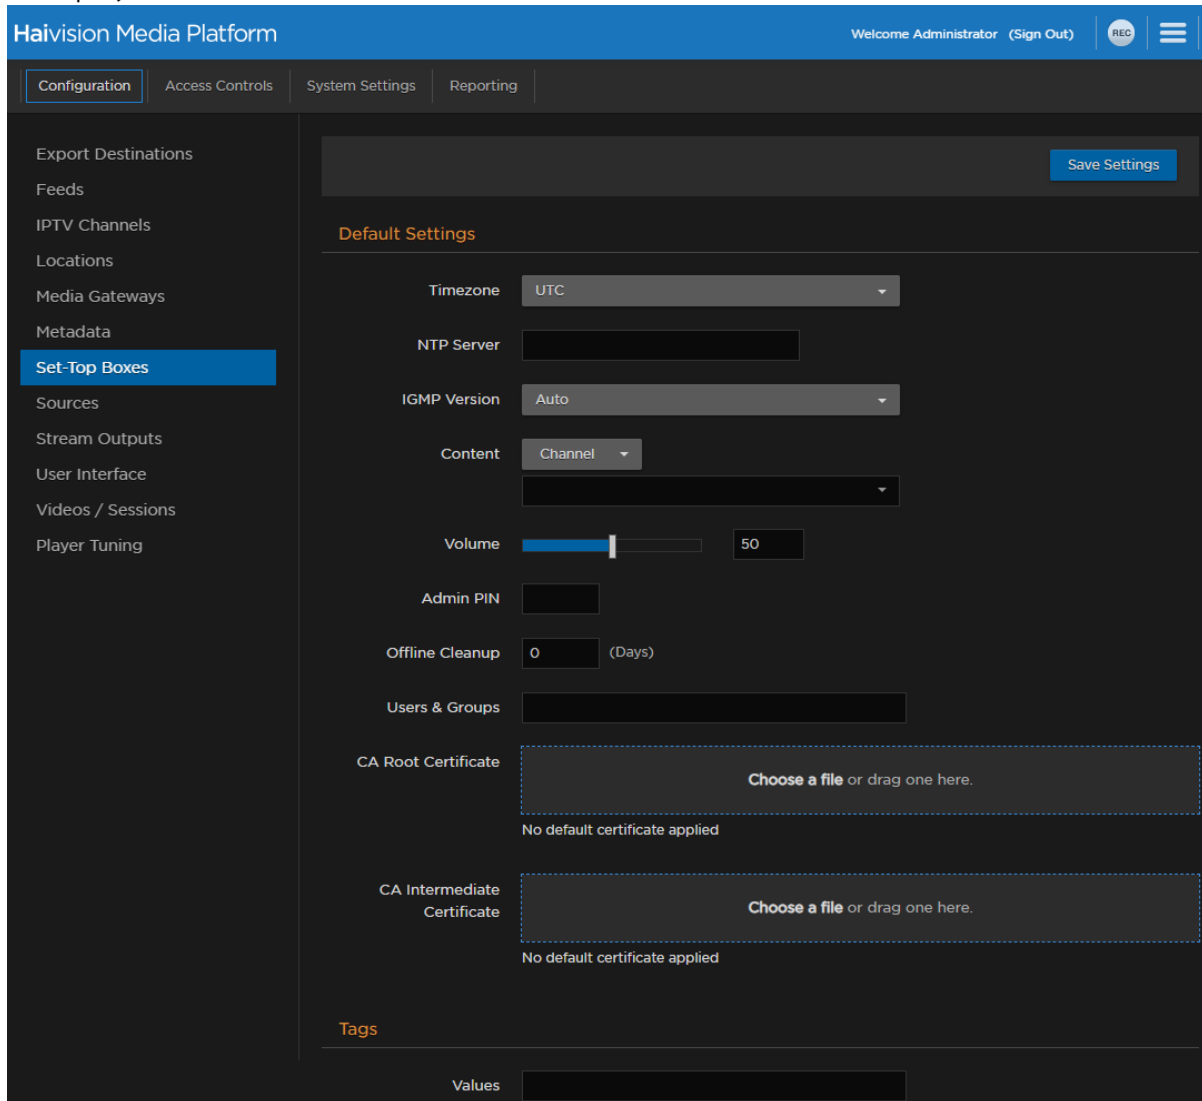 Haivision Media Platform
Welcome Administrator (Sign Out)
REC
Configuration
Access Controls
System Settings
Reporting
Export Destinations
Feeds
IPTV Channels
Locations
Media Gateways
Metadata
Set-Top Boxes
Sources
Stream Outputs
User Interface
Videos / Sessions
Player Tuning
Save Settings
Default Settings
Timezone UTC
NTP Server
IGMP Version Auto
Content Channel
Volume 50
Admin PIN
Offline Cleanup 0 (Days)
Users & Groups
CA Root Certificate
Choose a file or drag one here.
No default certificate applied
CA Intermediate
Certificate
Choose a file or drag one here.
No default certificate applied
Tags
Values